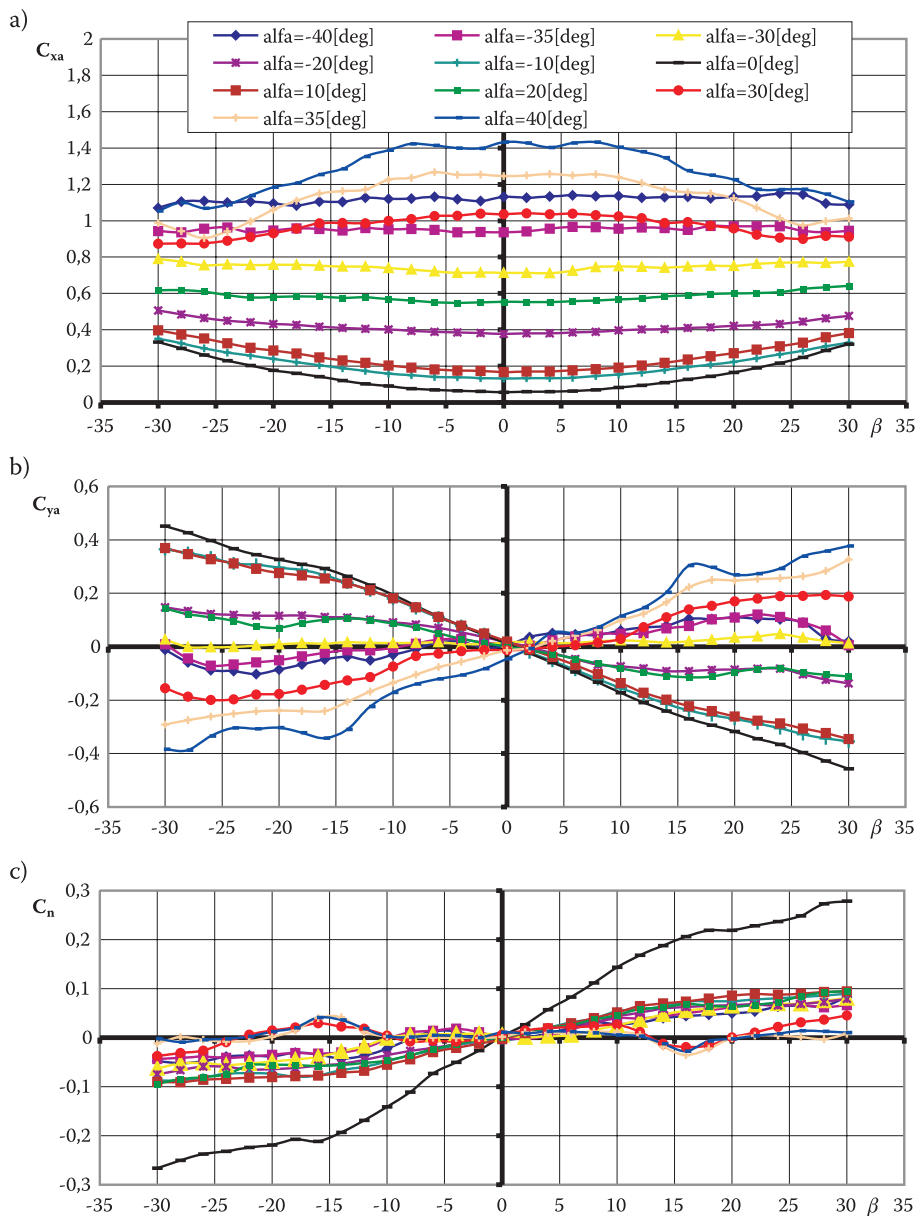 a)
C_xa
alfa=-40[deg] alfa=-35[deg] alfa=-30[deg]
alfa=-20[deg] alfa=-10[deg] alfa=0[deg]
alfa=10[deg] alfa=20[deg] alfa=30[deg]
alfa=35[deg] alfa=40[deg]
2
1,8
1,6
1,4
1,2
1
0,8
0,6
0,4
0,2
0
-35 -30 -25 -20 -15 -10 -5 0 5 10 15 20 25 30 β 35
b)
C_ya
0,6
0,4
0,2
0
-0,2
-0,4
-0,6
-35 -30 -25 -20 -15 -10 -5 0 5 10 15 20 25 30 β 35
c)
C_n
0,3
0,2
0,1
0
-0,1
-0,2
-0,3
-35 -30 -25 -20 -15 -10 -5 0 5 10 15 20 25 30 β 35